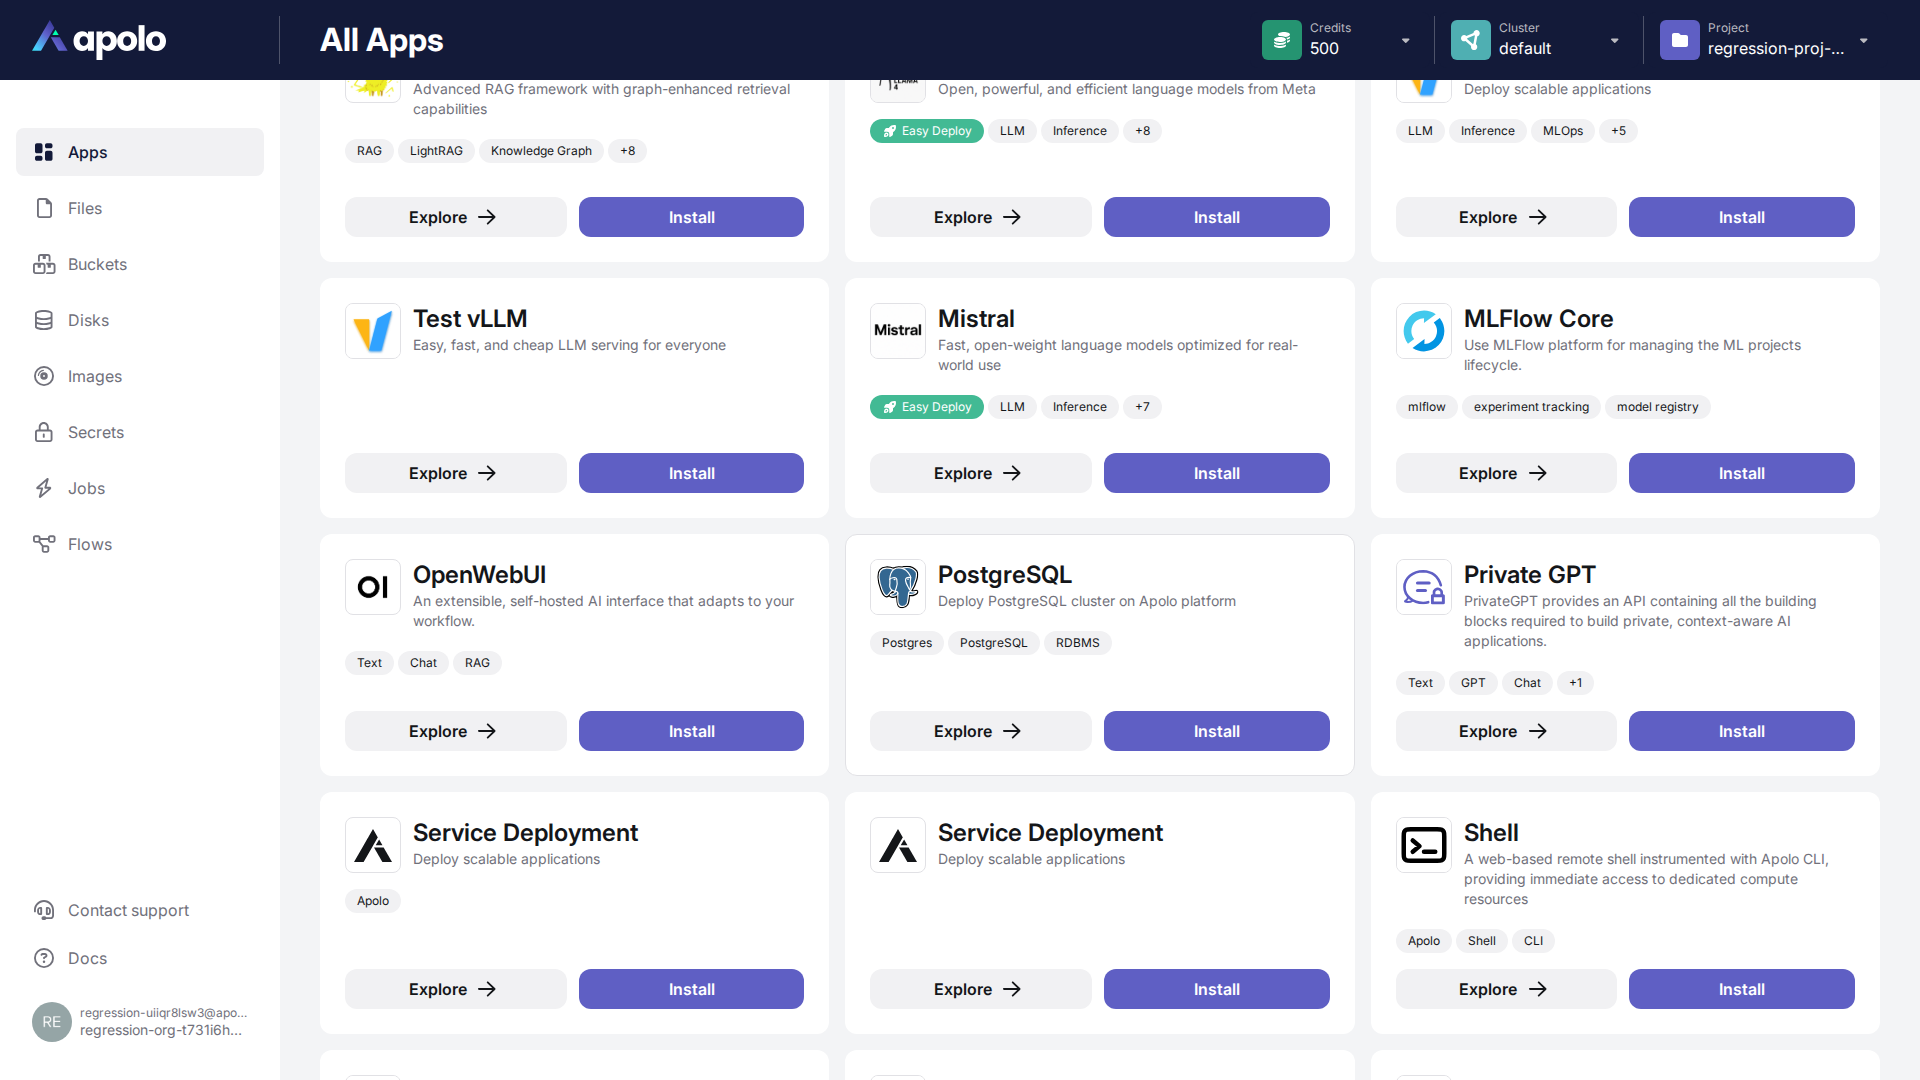 apolo
All Apps
Credits
500
Cluster
default
Project
regression-proj-...
Apps
Files
Buckets
Disks
Images
Secrets
Jobs
Flows
Contact support
Docs
RE
regression-uiiqr8lsw3@apo...
regression-org-t731i6h...
Advanced RAG framework with graph-enhanced retrieval
capabilities
RAG LightRAG Knowledge Graph +8
Explore Install
Open, powerful, and efficient language models from Meta
Easy Deploy LLM Inference +8
Explore Install
Deploy scalable applications
LLM Inference MLOps +5
Explore Install
Test vLLM
Easy, fast, and cheap LLM serving for everyone
Explore Install
Mistral
Mistral
Fast, open-weight language models optimized for real-
world use
Easy Deploy LLM Inference +7
Explore Install
MLFlow Core
Use MLFlow platform for managing the ML projects
lifecycle.
mlflow experiment tracking model registry
Explore Install
OI
OpenWebUI
An extensible, self-hosted AI interface that adapts to your
workflow.
Text Chat RAG
Explore Install
PostgreSQL
Deploy PostgreSQL cluster on Apolo platform
Postgres PostgreSQL RDBMS
Explore Install
Private GPT
PrivateGPT provides an API containing all the building
blocks required to build private, context-aware AI
applications.
Text GPT Chat +1
Explore Install
Service Deployment
Deploy scalable applications
Apolo
Explore Install
Service Deployment
Deploy scalable applications
Explore Install
Shell
A web-based remote shell instrumented with Apolo CLI,
providing immediate access to dedicated compute
resources
Apolo Shell CLI
Explore Install